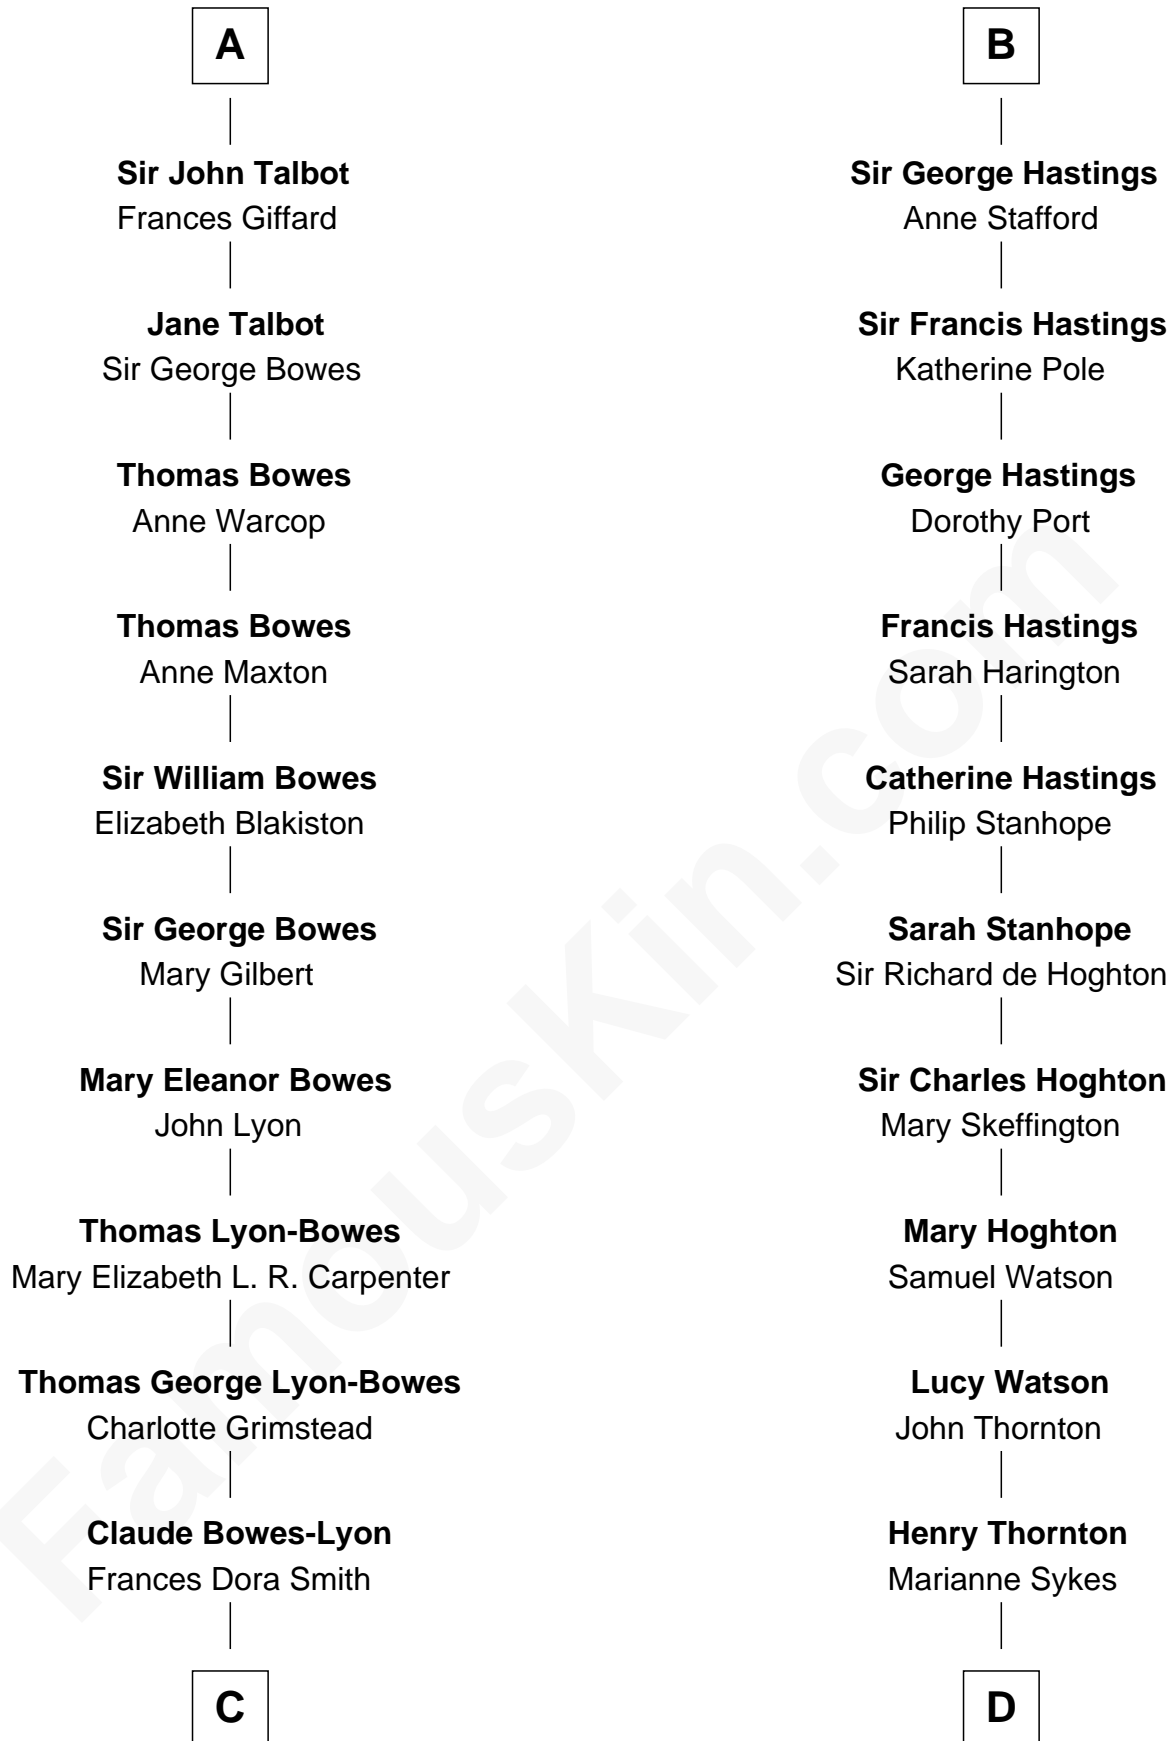 A
Sir John Talbot
Frances Giffard
Jane Talbot
Sir George Bowes
Thomas Bowes
Anne Warcop
Thomas Bowes
Anne Maxton
Sir William Bowes
Elizabeth Blakiston
Sir George Bowes
Mary Gilbert
Mary Eleanor Bowes
John Lyon
Thomas Lyon-Bowes
Mary Elizabeth L. R. Carpenter
Thomas George Lyon-Bowes
Charlotte Grimstead
Claude Bowes-Lyon
Frances Dora Smith
C
B
Sir George Hastings
Anne Stafford
Sir Francis Hastings
Katherine Pole
George Hastings
Dorothy Port
Francis Hastings
Sarah Harington
Catherine Hastings
Philip Stanhope
Sarah Stanhope
Sir Richard de Hoghton
Sir Charles Hoghton
Mary Skeffington
Mary Hoghton
Samuel Watson
Lucy Watson
John Thornton
Henry Thornton
Marianne Sykes
D
FamousKin.com